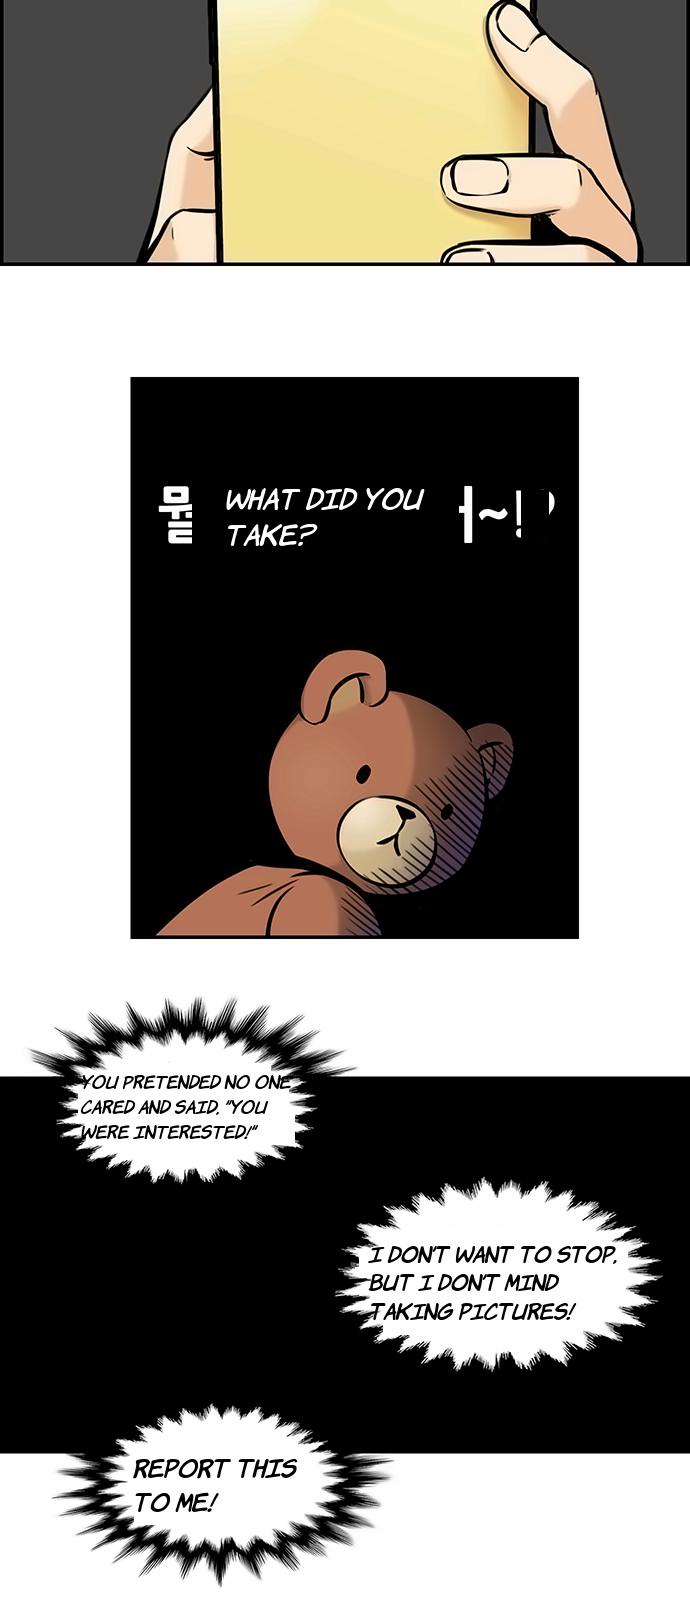 뭘
WHAT DID YOU
TAKE?
~!?
YOU PRETENDED NO ONE
CARED AND SAID, "YOU
WERE INTERESTED!"
I DON'T WANT TO STOP,
BUT I DON'T MIND
TAKING PICTURES!
REPORT THIS
TO ME!